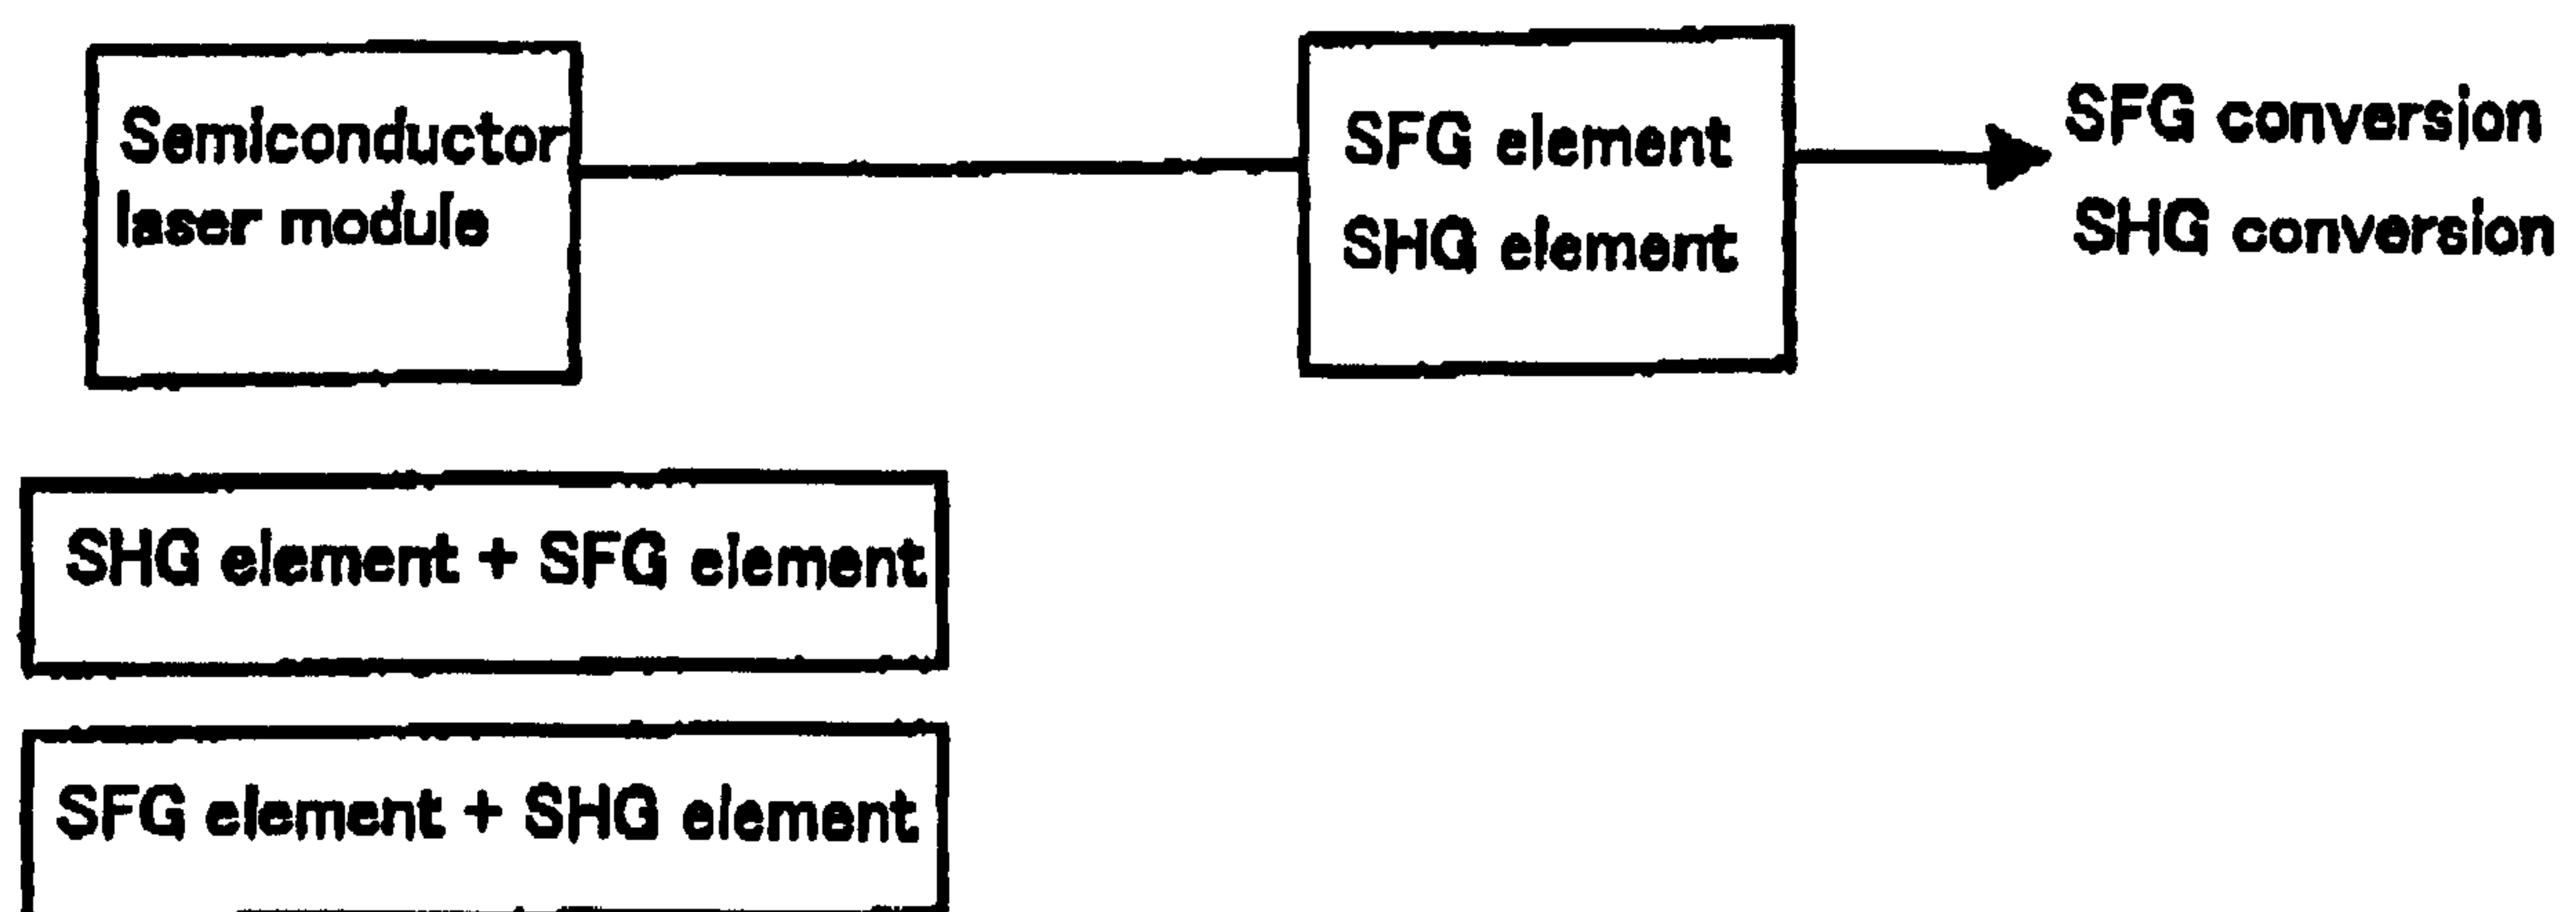 Semiconductor
laser module
SFG element
SHG element
SFG conversion
SHG conversion
SHG element + SFG element
SFG element + SHG element